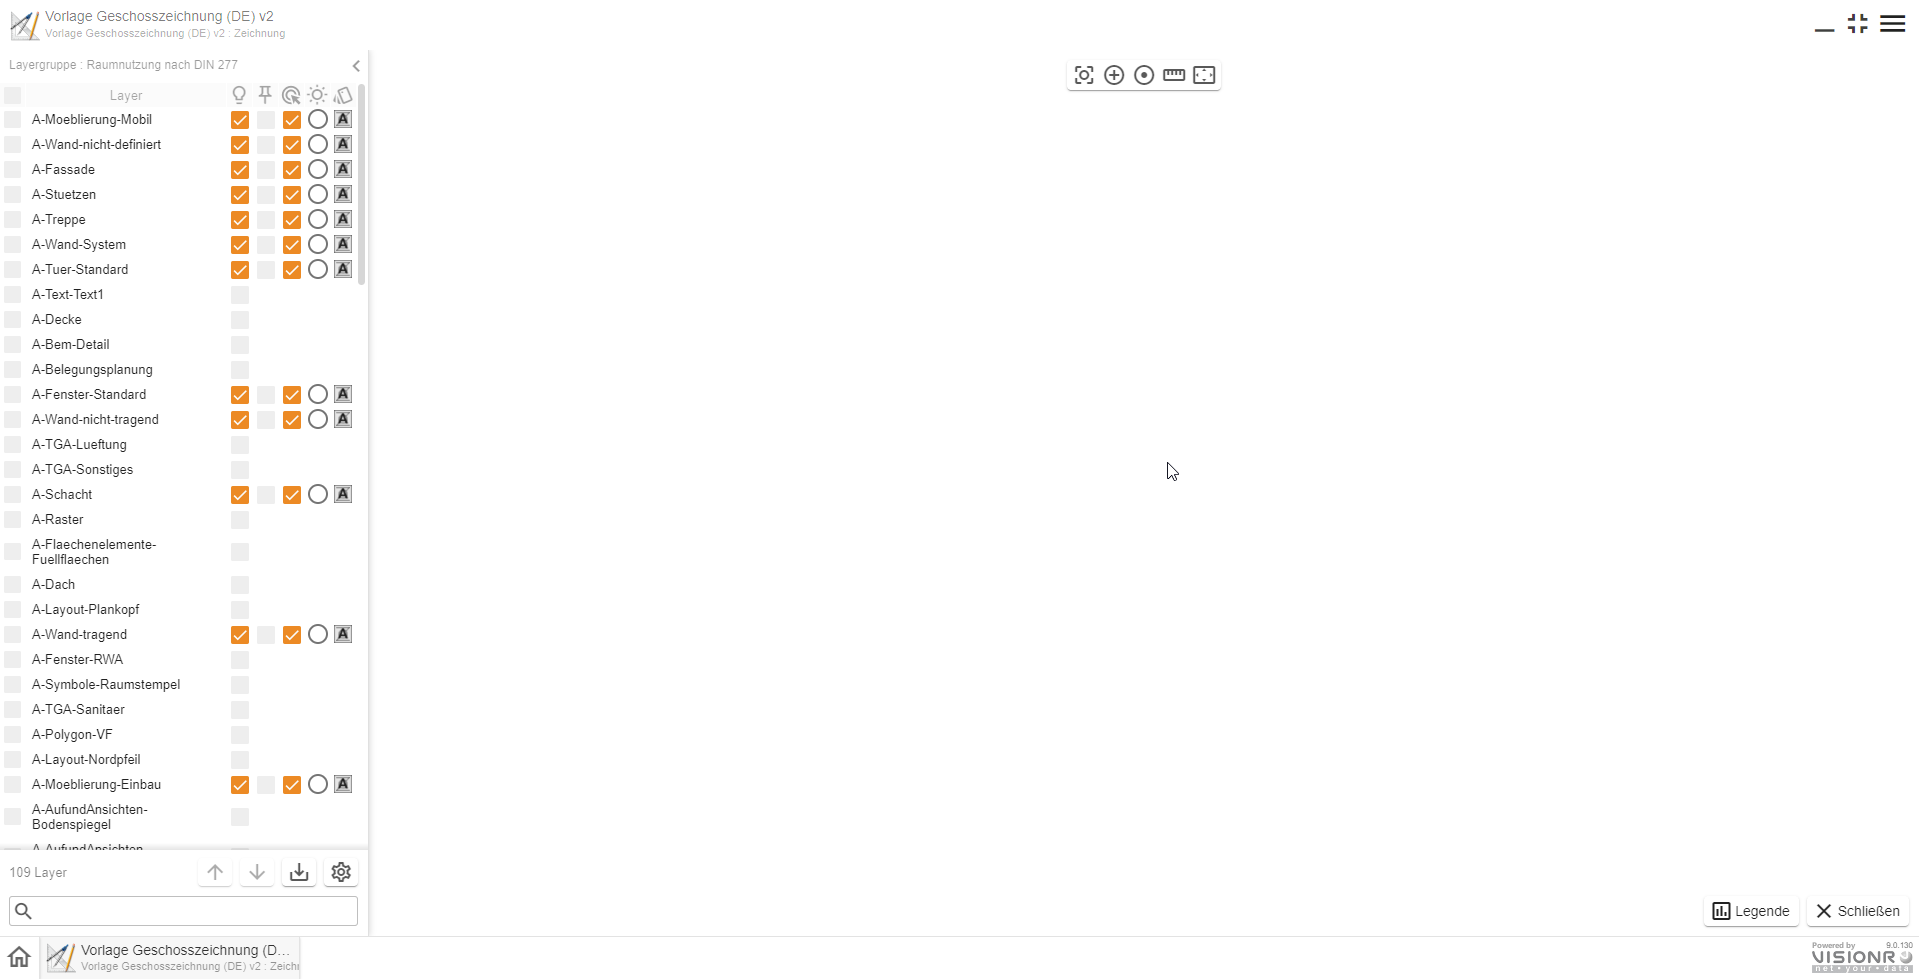 Vorlage Geschosszeichnung (DE) v2
Vorlage Geschosszeichnung (DE) v2 : Zeichnung
Layergruppe : Raumnutzung nach DIN 277
Layer
A-Moeblierung-Mobil
A-Wand-nicht-definiert
A-Fassade
A-Stuetzen
A-Treppe
A-Wand-System
A-Tuer-Standard
A-Text-Text1
A-Decke
A-Bem-Detail
A-Belegungsplanung
A-Fenster-Standard
A-Wand-nicht-tragend
A-TGA-Lueftung
A-TGA-Sonstiges
A-Schacht
A-Raster
A-Flaechenelemente-
Fuellflaechen
A-Dach
A-Layout-Plankopf
A-Wand-tragend
A-Fenster-RWA
A-Symbole-Raumstempel
A-TGA-Sanitaer
A-Polygon-VF
A-Layout-Nordpfeil
A-Moeblierung-Einbau
A-AufundAnsichten-
Bodenspiegel
A-AufundAnsichten-
109 Layer
Legende
Schließen
Vorlage Geschosszeichnung (D...
Vorlage Geschosszeichnung (DE) v2 : Zeichn
Powered by 9.0.130
VISIONR
net • your • data